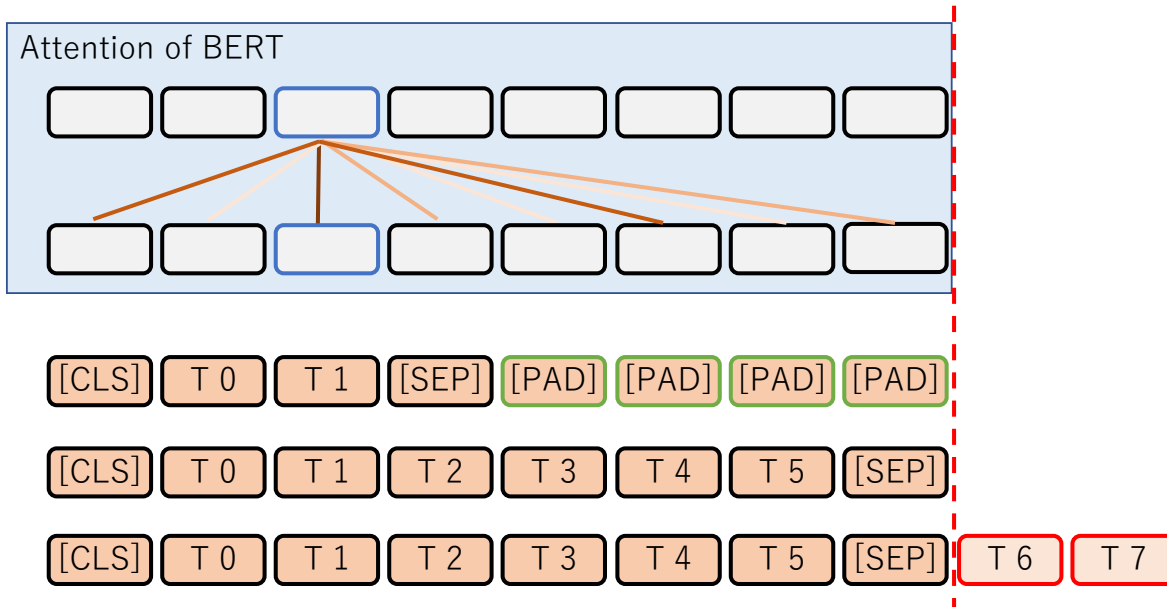 Attention of BERT
[CLS] T 0 T 1 [SEP] [PAD] [PAD] [PAD] [PAD]
[CLS] T 0 T 1 T 2 T 3 T 4 T 5 [SEP]
[CLS] T 0 T 1 T 2 T 3 T 4 T 5 [SEP] T 6 T 7